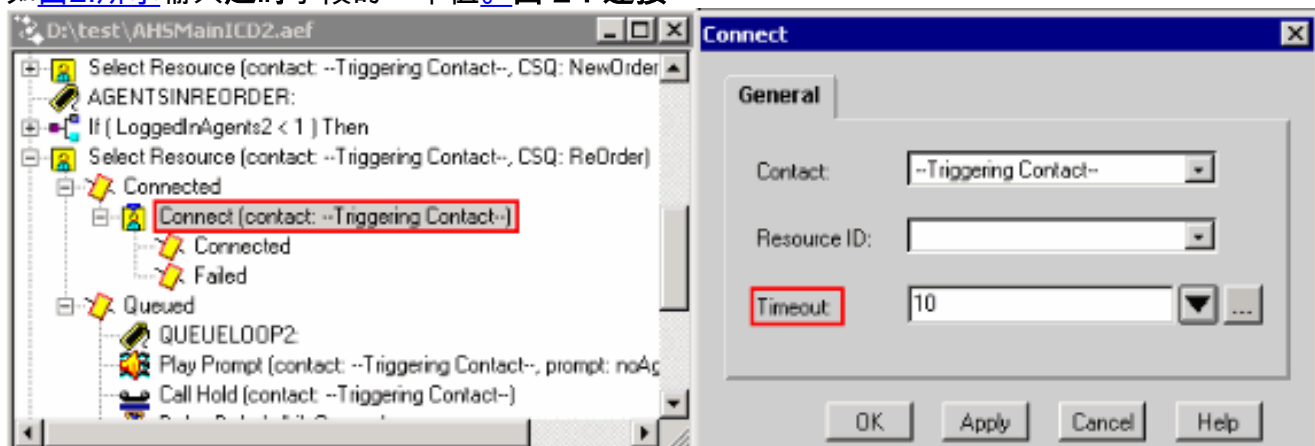 D:\test\AHSMainICD2.aef
Select Resource (contact: --Triggering Contact--, CSQ: NewOrder
AGENTSINREORDER:
If ( LoggedInAgents2 < 1 ) Then
Select Resource (contact: --Triggering Contact--, CSQ: ReOrder)
Connected
Connect (contact: --Triggering Contact--)
Connected
Failed
Queued
QUEUELOOP2:
Play Prompt (contact: --Triggering Contact--, prompt: noAg
Call Hold (contact: --Triggering Contact--)
Connect
General
Contact:
--Triggering Contact--
Resource ID:
Timeout:
10
...
OK
Apply
Cancel
Help